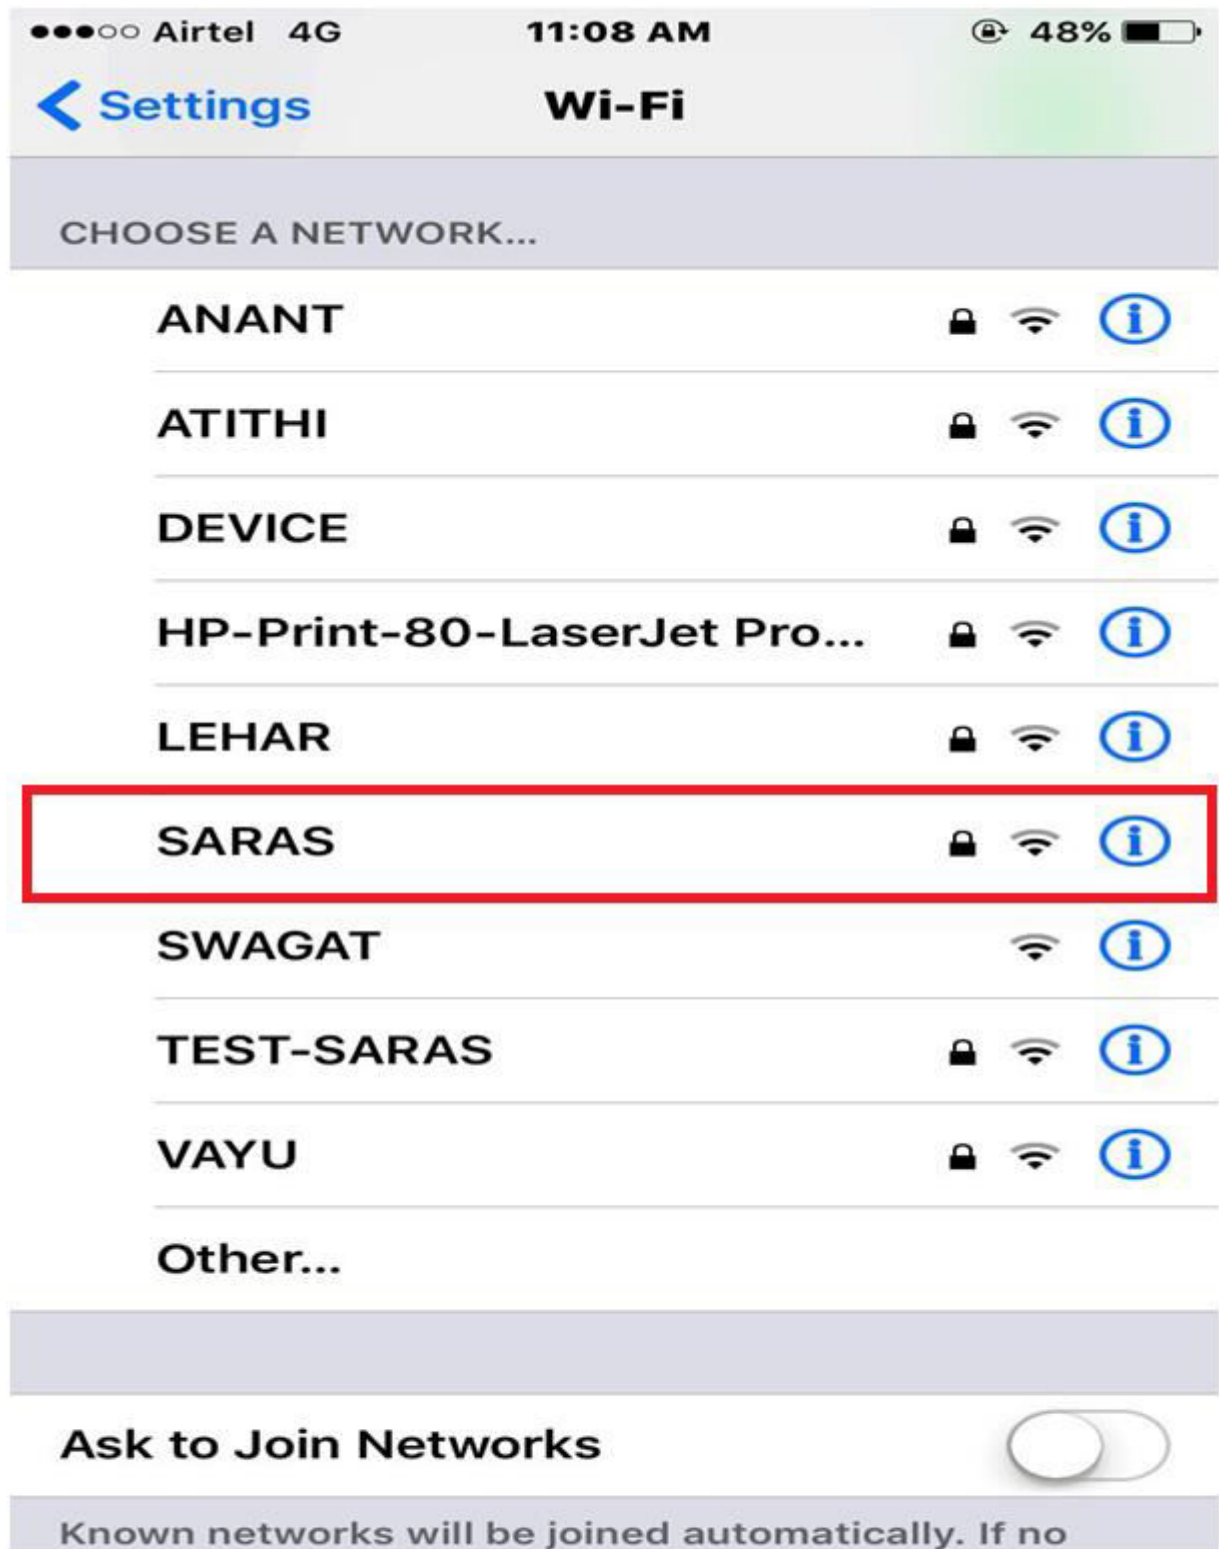 Airtel 4G 11:08 AM 48%
Settings Wi-Fi
CHOOSE A NETWORK...
ANANT
ATITHI
DEVICE
HP-Print-80-LaserJet Pro...
LEHAR
SARAS
SWAGAT
TEST-SARAS
VAYU
Other...
Ask to Join Networks
Known networks will be joined automatically. If no